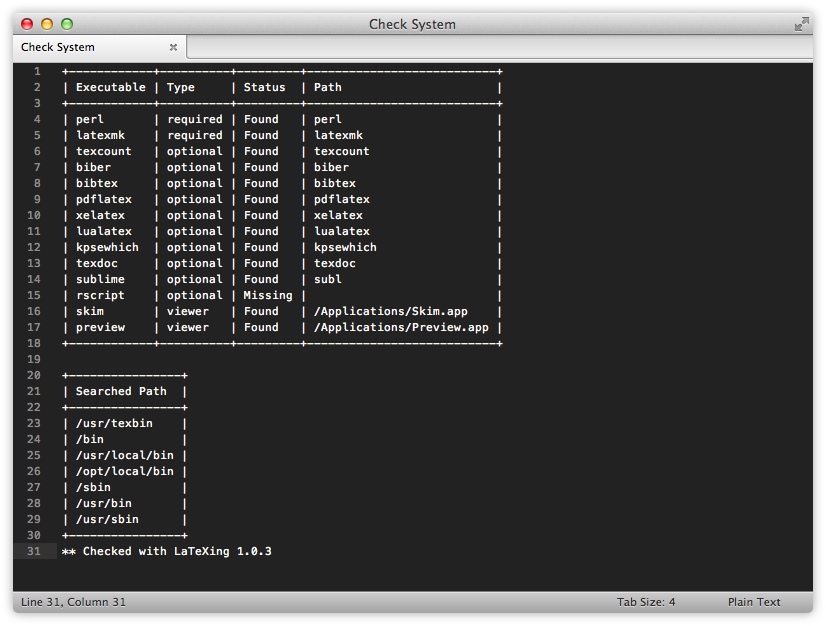 Check System
Check System ×
1 +------------+----------+---------+---------------------------+
2 | Executable | Type     | Status  | Path                      |
3 +------------+----------+---------+---------------------------+
4 | perl       | required | Found   | perl                      |
5 | latexmk    | required | Found   | latexmk                   |
6 | texcount   | optional | Found   | texcount                  |
7 | biber      | optional | Found   | biber                     |
8 | bibtex     | optional | Found   | bibtex                    |
9 | pdflatex   | optional | Found   | pdflatex                  |
10 | xelatex    | optional | Found   | xelatex                   |
11 | lualatex   | optional | Found   | lualatex                  |
12 | kpsewhich  | optional | Found   | kpsewhich                 |
13 | texdoc     | optional | Found   | texdoc                    |
14 | sublime    | optional | Found   | subl                      |
15 | rscript    | optional | Missing |                           |
16 | skim       | viewer   | Found   | /Applications/Skim.app    |
17 | preview    | viewer   | Found   | /Applications/Preview.app |
18 +------------+----------+---------+---------------------------+
19
20 +----------------+
21 | Searched Path  |
22 +----------------+
23 | /usr/texbin    |
24 | /bin           |
25 | /usr/local/bin |
26 | /opt/local/bin |
27 | /sbin          |
28 | /usr/bin       |
29 | /usr/sbin      |
30 +----------------+
31 ** Checked with LaTeXing 1.0.3
Line 31, Column 31 Tab Size: 4 Plain Text